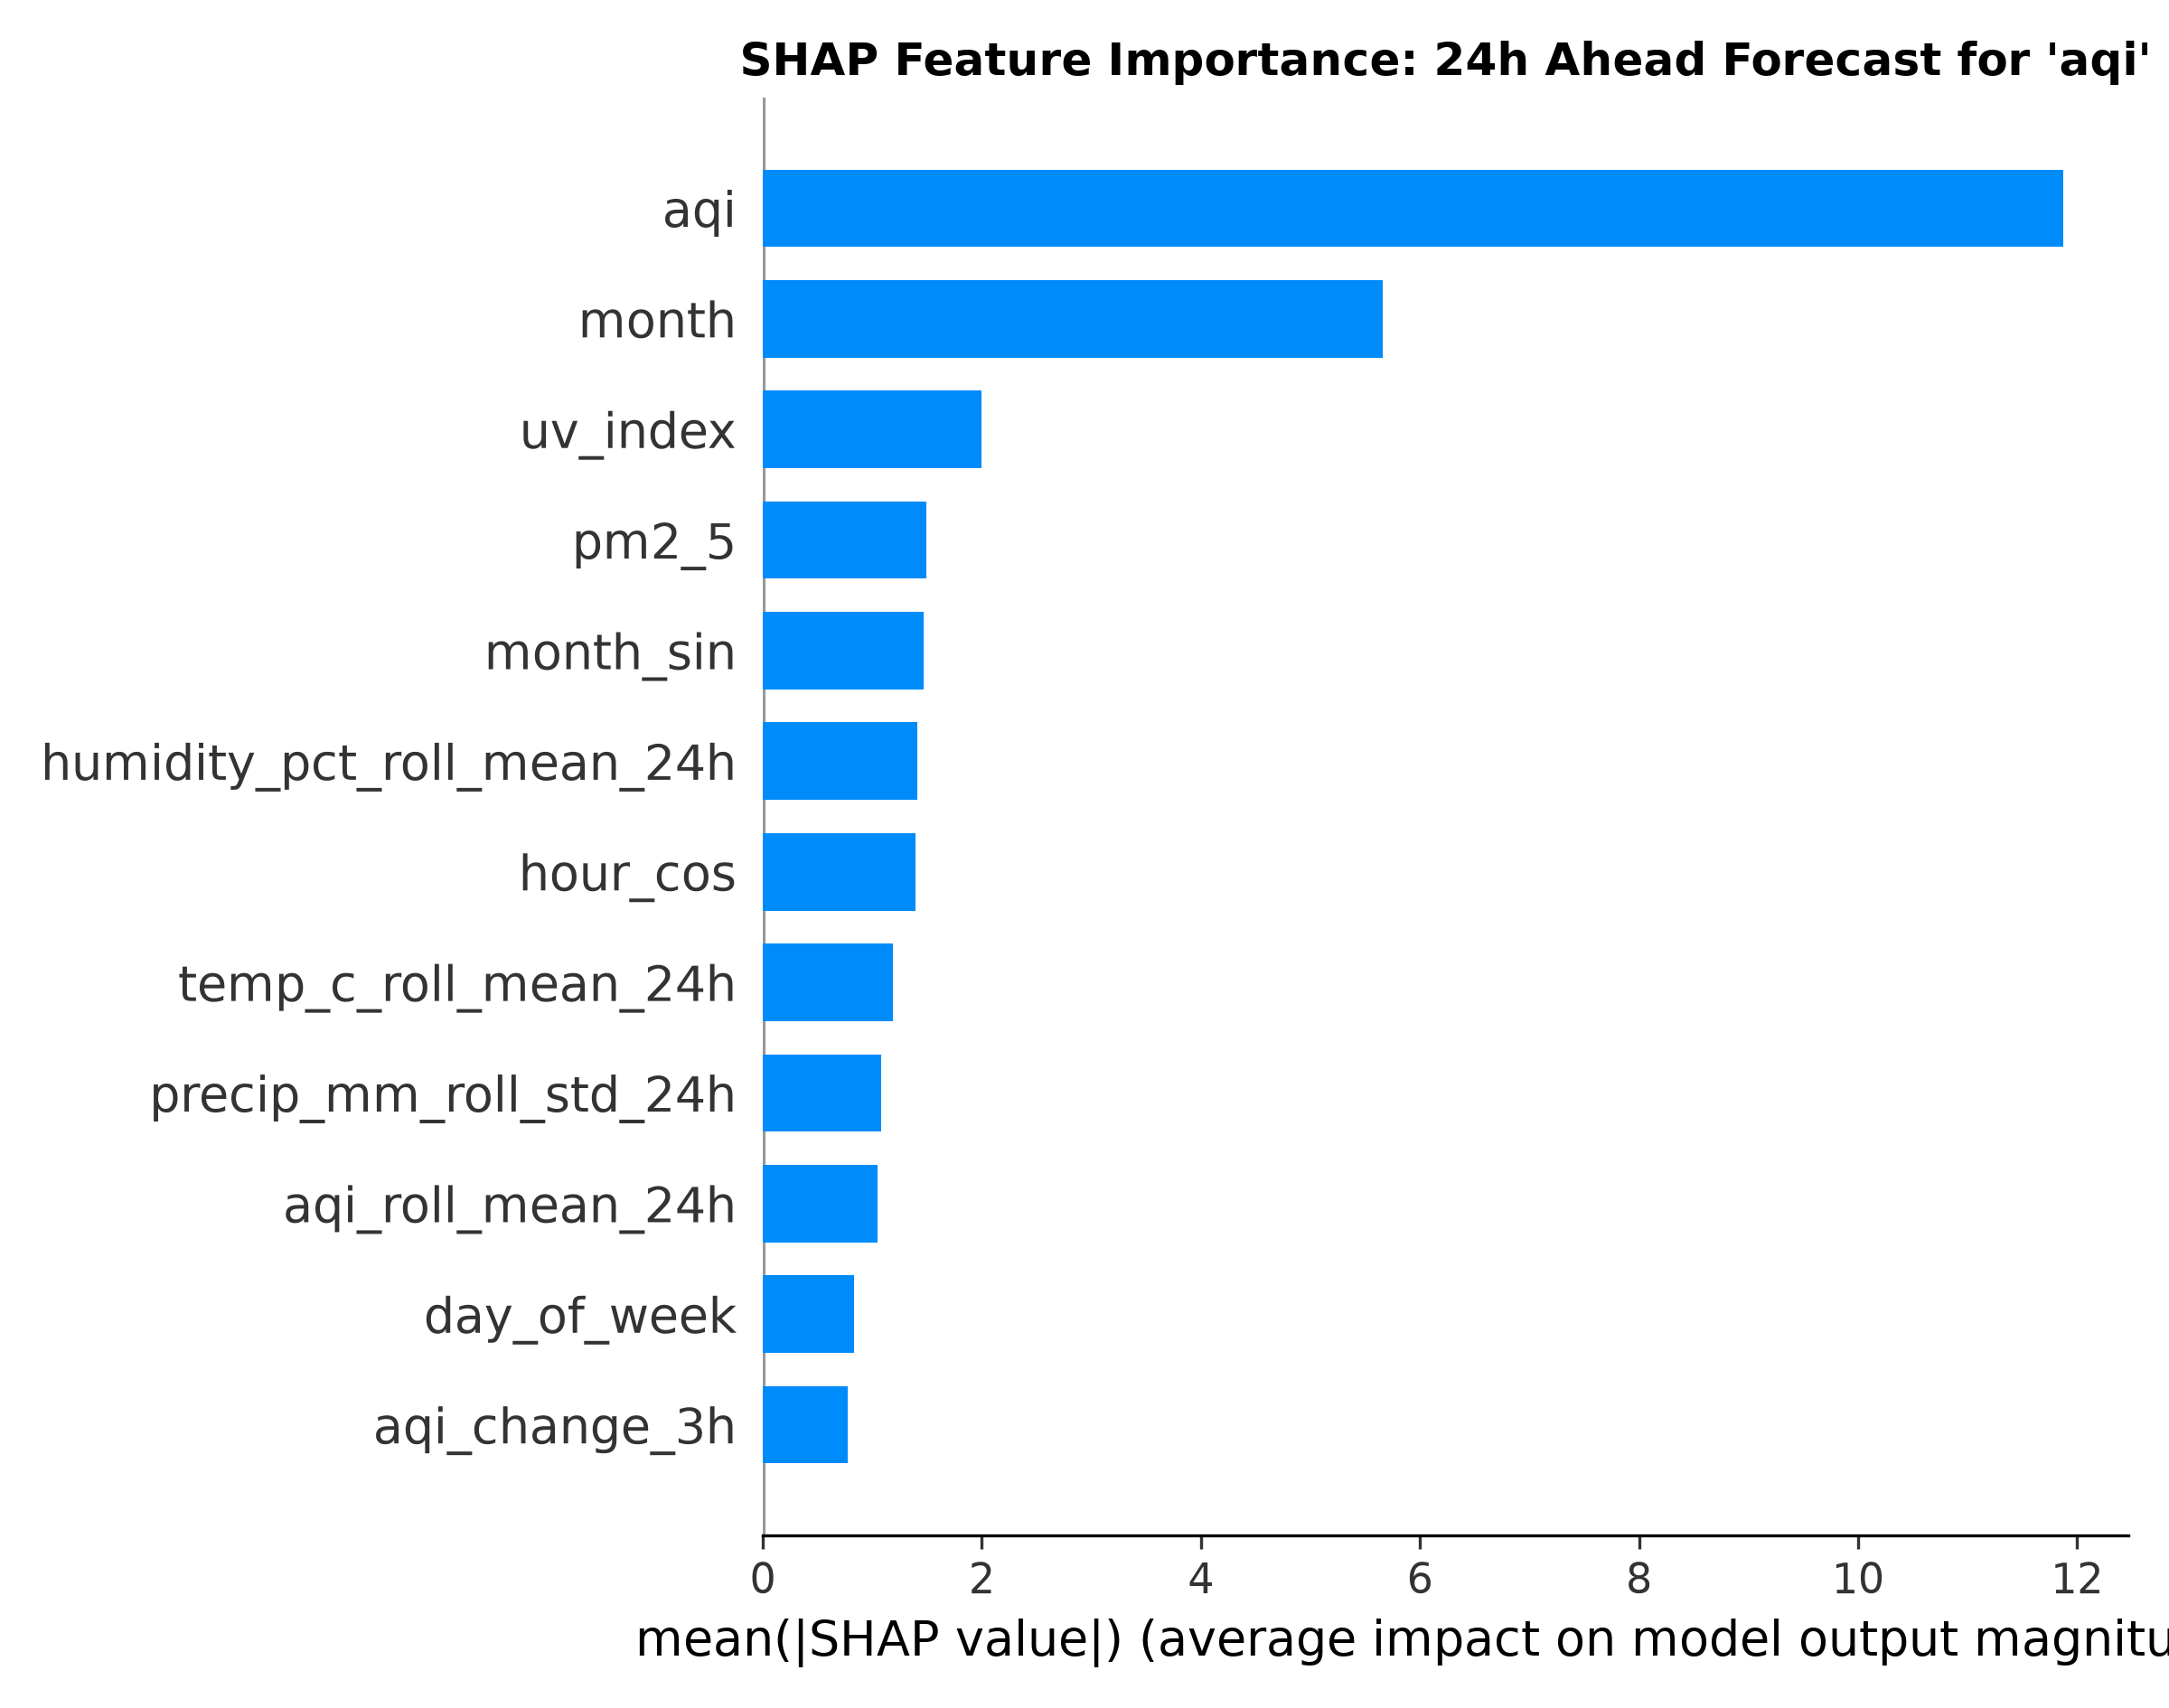 SHAP Feature Importance: 24h Ahead Forecast for 'aqi'
aqi
month
uv_index
pm2_5
month_sin
humidity_pct_roll_mean_24h
hour_cos
temp_c_roll_mean_24h
precip_mm_roll_std_24h
aqi_roll_mean_24h
day_of_week
aqi_change_3h
0 2 4 6 8 10 12
mean(|SHAP value|) (average impact on model output magnitu